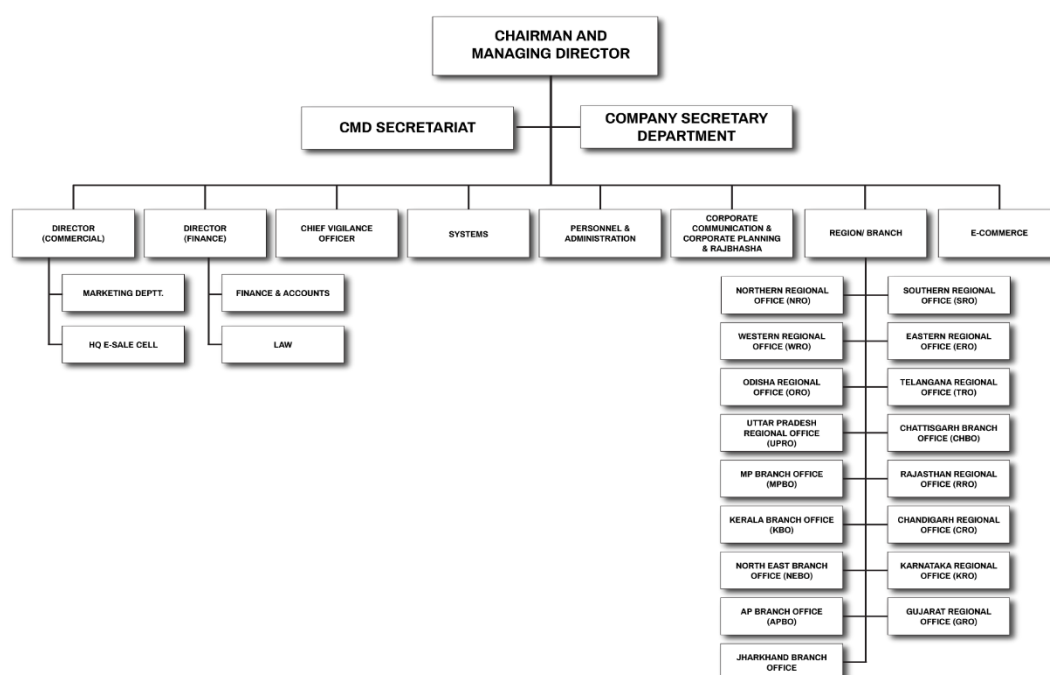 CHAIRMAN AND
MANAGING DIRECTOR
CMD SECRETARIAT
COMPANY SECRETARY
DEPARTMENT
DIRECTOR
(COMMERCIAL)
DIRECTOR
(FINANCE)
CHIEF VIGILANCE
OFFICER
SYSTEMS
PERSONNEL &
ADMINISTRATION
CORPORATE
COMMUNICATION &
CORPORATE PLANNING
& RAJBHASHA
REGION/ BRANCH
E-COMMERCE
MARKETING DEPTT.
HQ E-SALE CELL
FINANCE & ACCOUNTS
LAW
NORTHERN REGIONAL
OFFICE (NRO)
SOUTHERN REGIONAL
OFFICE (SRO)
WESTERN REGIONAL
OFFICE (WRO)
EASTERN REGIONAL
OFFICE (ERO)
ODISHA REGIONAL
OFFICE (ORO)
TELANGANA REGIONAL
OFFICE (TRO)
UTTAR PRADESH
REGIONAL OFFICE
(UPRO)
CHATTISGARH BRANCH
OFFICE (CHBO)
MP BRANCH OFFICE
(MPBO)
RAJASTHAN REGIONAL
OFFICE (RRO)
KERALA BRANCH OFFICE
(KBO)
CHANDIGARH REGIONAL
OFFICE (CRO)
NORTH EAST BRANCH
OFFICE (NEBO)
KARNATAKA REGIONAL
OFFICE (KRO)
AP BRANCH OFFICE
(APBO)
GUJARAT REGIONAL
OFFICE (GRO)
JHARKHAND BRANCH
OFFICE